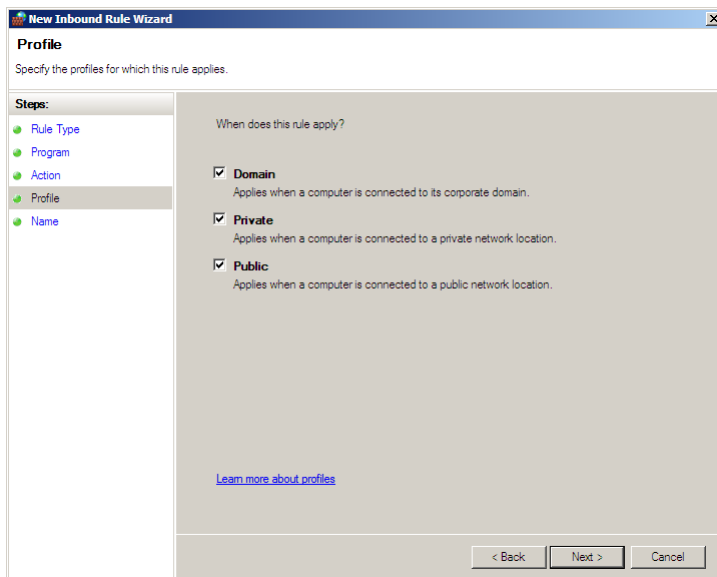 New Inbound Rule Wizard
Profile
Specify the profiles for which this rule applies.
Steps:
Rule Type
Program
Action
Profile
Name
When does this rule apply?
Domain
Applies when a computer is connected to its corporate domain.
Private
Applies when a computer is connected to a private network location.
Public
Applies when a computer is connected to a public network location.
Learn more about profiles
< Back
Next >
Cancel